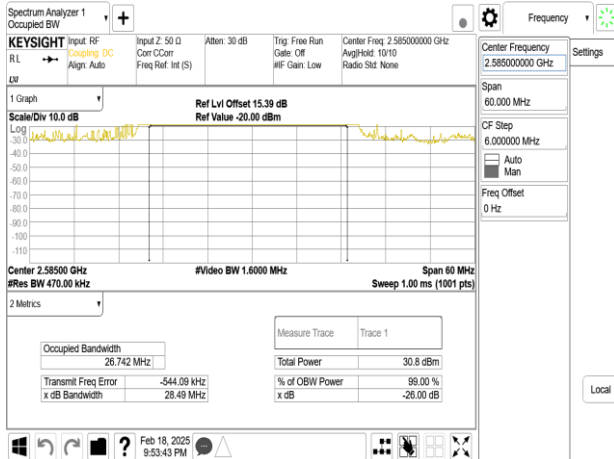 Spectrum Analyzer 1
Occupied BW
Frequency
KEYSIGHT
Input: RF
Input Z: 50 Ω
Atten: 30 dB
Trig: Free Run
Center Freq: 2.585000000 GHz
RL
Coupling: DC
Corr CCorr
Gate: Off
Avg|Hold: 10/10
Align: Auto
Freq Ref: Int (S)
#IF Gain: Low
Radio Std: None
LXI
Center Frequency
2.585000000 GHz
Settings
Span
60.000 MHz
CF Step
6.000000 MHz
Auto
Man
Freq Offset
0 Hz
Local
1 Graph
Ref Lvl Offset 15.39 dB
Scale/Div 10.0 dB
Ref Value -20.00 dBm
Log
-30.0
-40.0
-50.0
-60.0
-70.0
-80.0
-90.0
-100
-110
Center 2.58500 GHz
#Video BW 1.6000 MHz
Span 60 MHz
#Res BW 470.00 kHz
Sweep 1.00 ms (1001 pts)
2 Metrics
Measure Trace
Trace 1
Occupied Bandwidth
26.742 MHz
Total Power
30.8 dBm
Transmit Freq Error
-544.09 kHz
% of OBW Power
99.00 %
x dB Bandwidth
28.49 MHz
x dB
-26.00 dB
Feb 18, 2025
9:53:43 PM